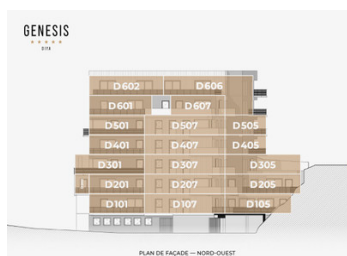 GENESIS
D602 D606
D601 D607
D501 D507 D505
D401 D407 D405
D301 D307 D305
D201 D207 D205
D101 D107 D105
PLAN DE FAÇADE — NORD-OUEST